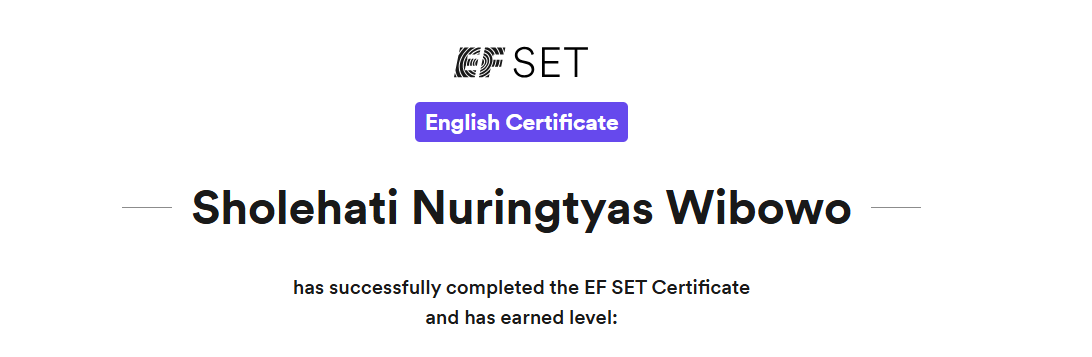 EF SET
English Certificate
Sholehati Nuringtyas Wibowo
has successfully completed the EF SET Certificate
and has earned level: